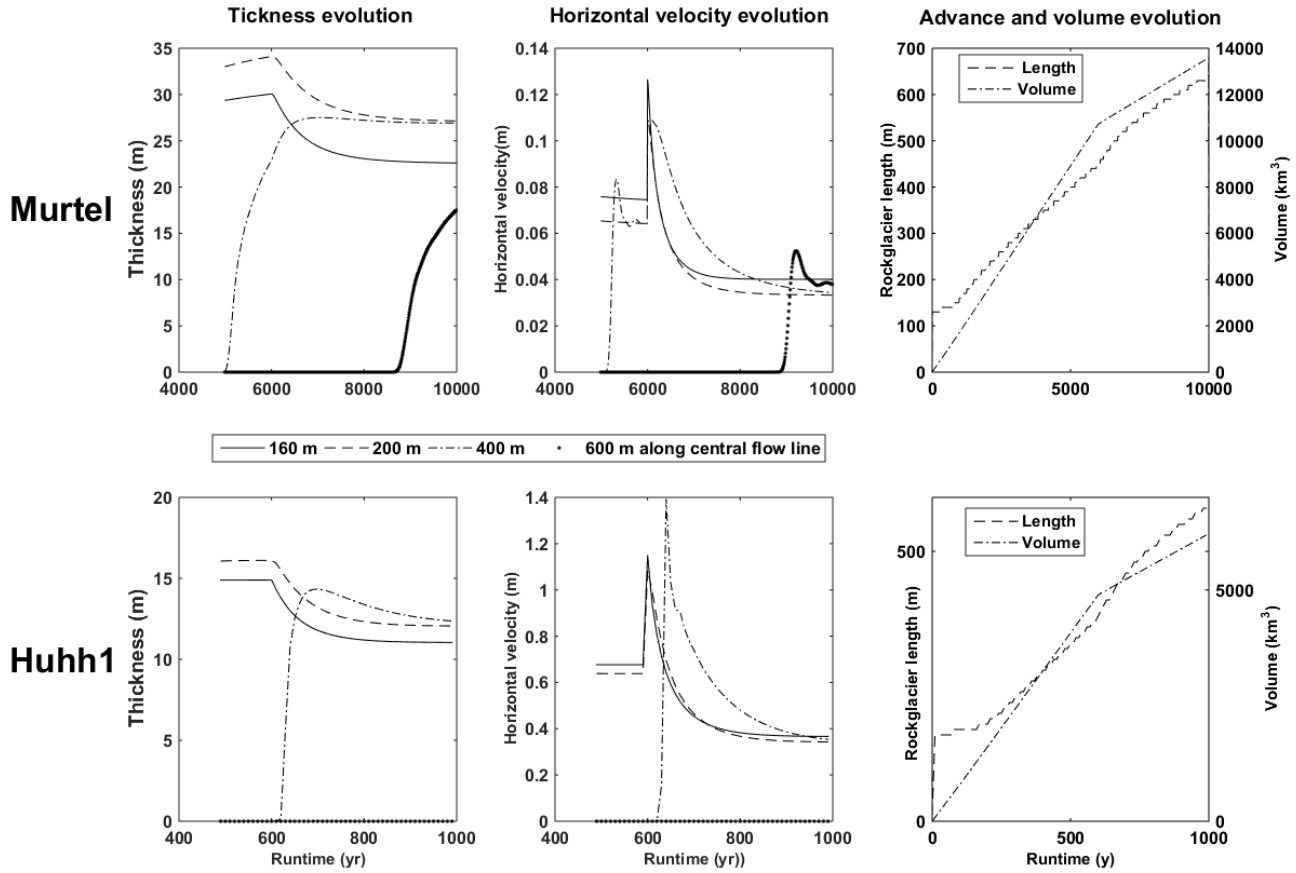 Tickness evolution
Horizontal velocity evolution
Advance and volume evolution
Murtel
Thickness (m)
35
30
25
20
15
10
5
0
4000 6000 8000 10000
Horizontal velocity(m)
0.14
0.12
0.1
0.08
0.06
0.04
0.02
0
4000 6000 8000 10000
Rockglacier length (m)
700
600
500
400
300
200
100
0
Length
Volume
0 5000 10000
14000
12000
10000
8000
6000
4000
2000
0
Volume (km³)
160 m 200 m 400 m 600 m along central flow line
Huhh1
Thickness (m)
20
15
10
5
0
400 600 800 1000
Runtime (yr)
Horizontal velocity (m)
1.4
1.2
1
0.8
0.6
0.4
0.2
0
400 600 800 1000
Runtime (yr))
Rockglacier length (m)
500
0
Length
Volume
0 500 1000
Runtime (y)
5000
0
Volume (km³)